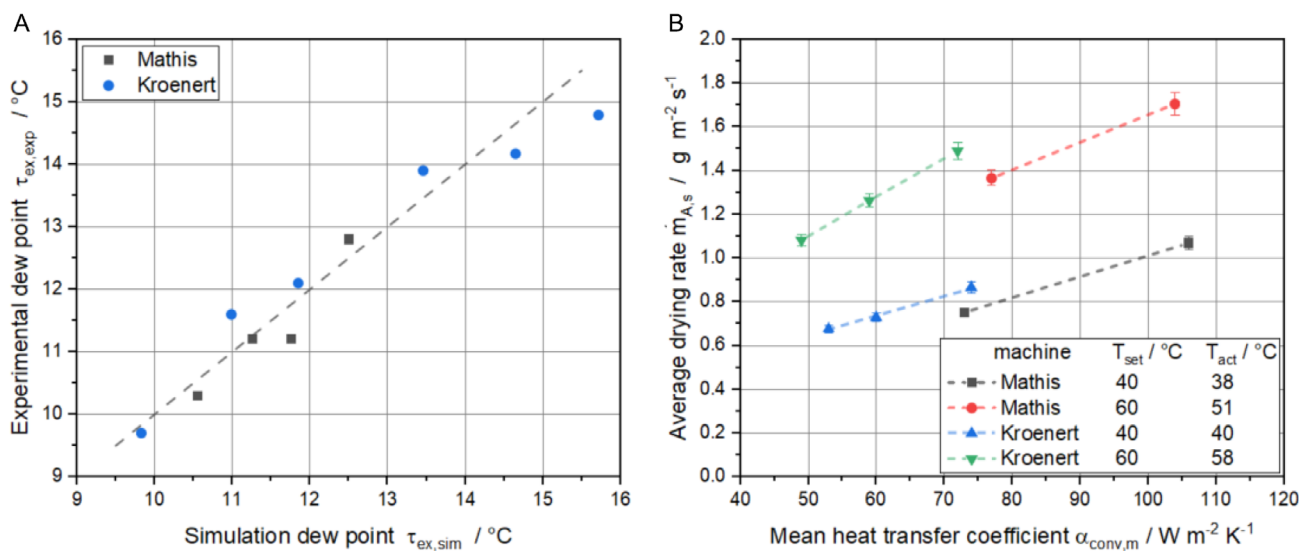 A
Mathis
Kroenert
16
15
14
13
12
11
10
9
9
10
11
12
13
14
15
16
Experimental dew point τex,exp / °C
Simulation dew point τex,sim / °C
B
2.0
1.8
1.6
1.4
1.2
1.0
0.8
0.6
0.4
0.2
0.0
40
50
60
70
80
90
100
110
120
Average drying rate ṁA,s / g m-2 s-1
Mean heat transfer coefficient αconv,m / W m-2 K-1
machine Tset / °C Tact / °C
Mathis 40 38
Mathis 60 51
Kroenert 40 40
Kroenert 60 58